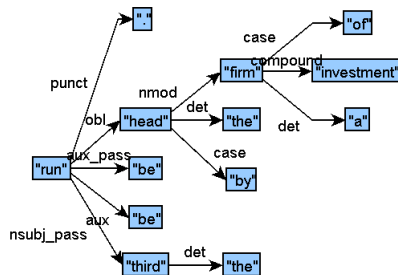 "."
"of"
case
punct
compound
"firm"
"investment"
nmod
obl
"head"
det
"the"
det
"a"
aux_pass
case
"run"
"be"
"by"
"be"
aux
nsubj_pass
det
"third"
"the"